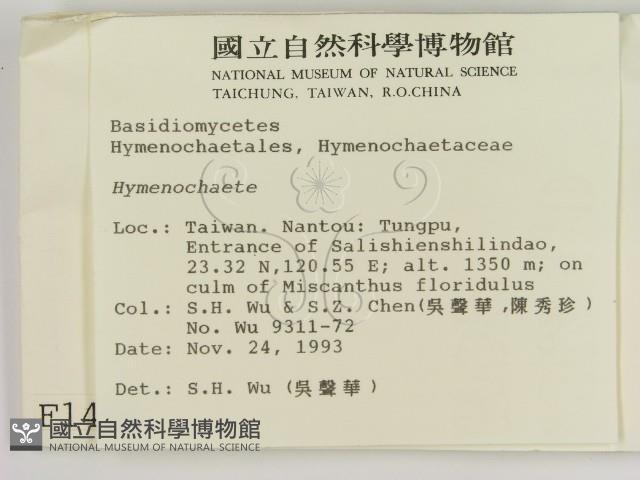 國立自然科學博物館
NATIONAL MUSEUM OF NATURAL SCIENCE
TAICHUNG, TAIWAN, R.O.CHINA
Basidiomycetes
Hymenochaetales, Hymenochaetaceae
Hymenochaete
Loc.: Taiwan. Nantou: Tungpu,
Entrance of Salishienshilindao,
23.32 N,120.55 E; alt. 1350 m; on
culm of Miscanthus floridulus
Col.: S.H. Wu & S.Z. Chen(吳聲華,陳秀珍)
No. Wu 9311-72
Date: Nov. 24, 1993
Det.: S.H. Wu (吳聲華)
F14
國立自然科學博物館
NATIONAL MUSEUM OF NATURAL SCIENCE